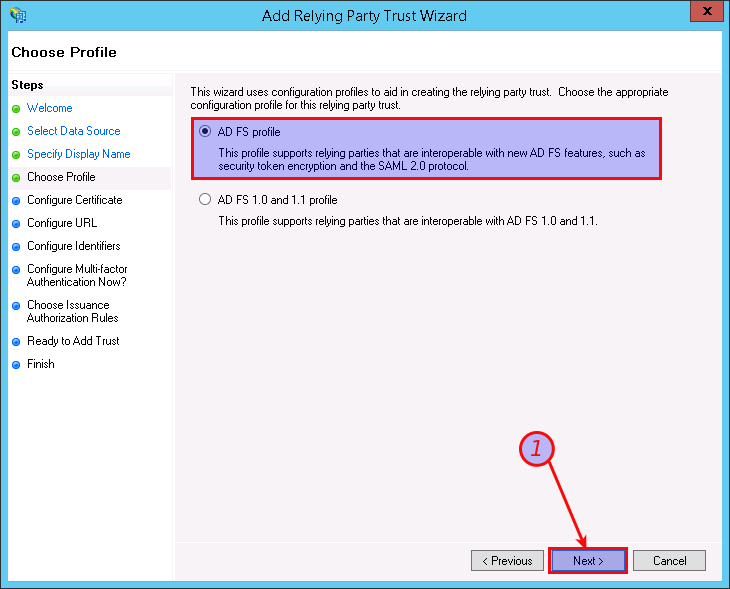 Add Relying Party Trust Wizard
X
Choose Profile
Steps
Welcome
Select Data Source
Specify Display Name
Choose Profile
Configure Certificate
Configure URL
Configure Identifiers
Configure Multi-factor
Authentication Now?
Choose Issuance
Authorization Rules
Ready to Add Trust
Finish
This wizard uses configuration profiles to aid in creating the relying party trust.  Choose the appropriate
configuration profile for this relying party trust.
AD FS profile
This profile supports relying parties that are interoperable with new AD FS features, such as
security token encryption and the SAML 2.0 protocol.
AD FS 1.0 and 1.1 profile
This profile supports relying parties that are interoperable with AD FS 1.0 and 1.1.
1
< Previous
Next >
Cancel